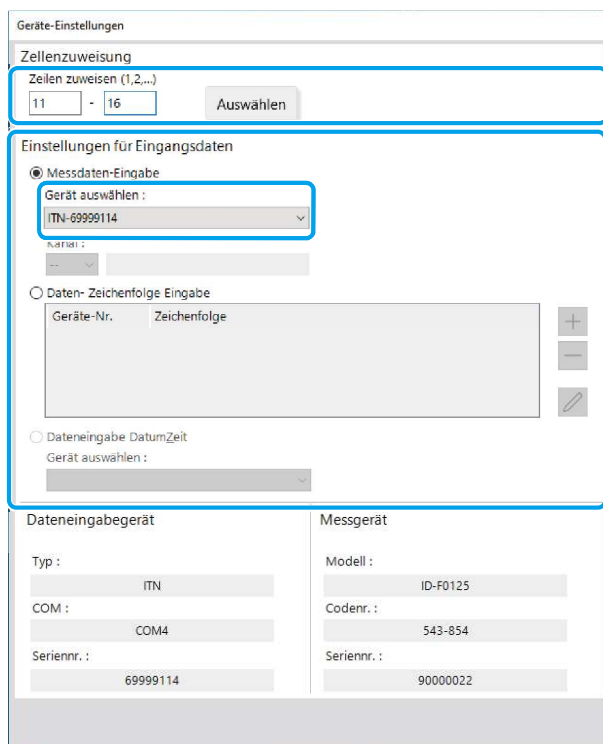 Geräte-Einstellungen
Zellenzuweisung
Zeilen zuweisen (1,2,...)
11 - 16 Auswählen
Einstellungen für Eingangsdaten
Messdaten-Eingabe
Gerät auswählen :
ITN-69999114
Kanal :
--
Daten- Zeichenfolge Eingabe
Geräte-Nr. Zeichenfolge
Dateneingabe DatumZeit
Gerät auswählen :
Dateneingabegerät Messgerät
Typ : Modell :
ITN ID-F0125
COM : Codenr. :
COM4 543-854
Seriennr. : Seriennr. :
69999114 90000022